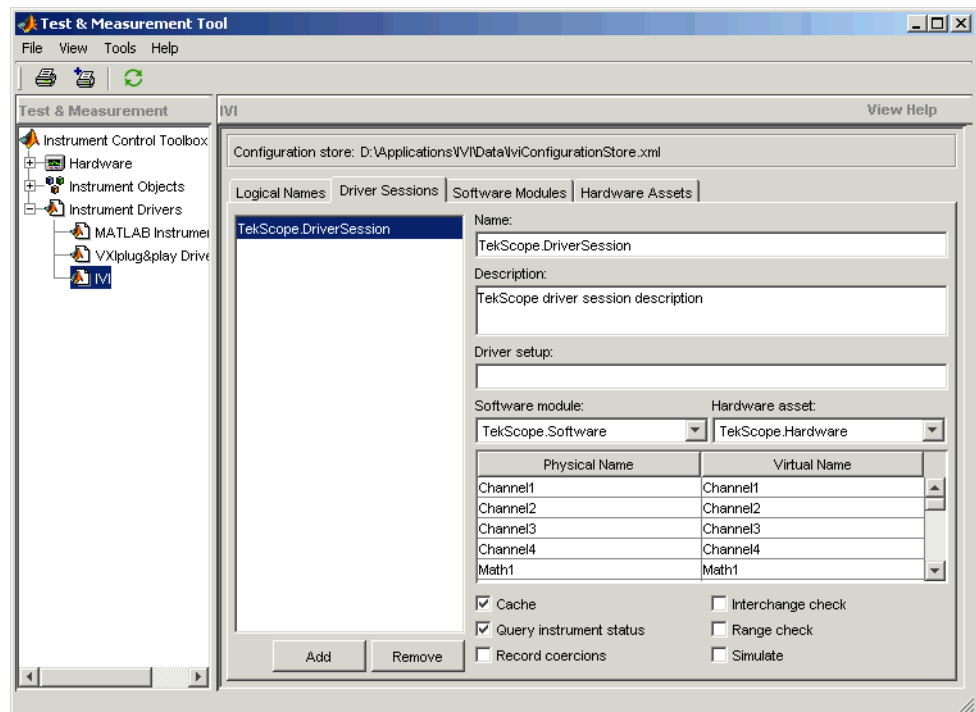 Test & Measurement Tool
File View Tools Help
Test & Measurement
IVI
View Help
Instrument Control Toolbox
Hardware
Instrument Objects
Instrument Drivers
MATLAB Instrumen
VXIplug&play Drive
IVI
Configuration store: D:\Applications\IVI\Data\IviConfigurationStore.xml
Logical Names Driver Sessions Software Modules Hardware Assets
TekScope.DriverSession
Name:
TekScope.DriverSession
Description:
TekScope driver session description
Driver setup:
Software module: Hardware asset:
TekScope.Software TekScope.Hardware
Physical Name Virtual Name
Channel1 Channel1
Channel2 Channel2
Channel3 Channel3
Channel4 Channel4
Math1 Math1
Cache Interchange check
Query instrument status Range check
Record coercions Simulate
Add Remove